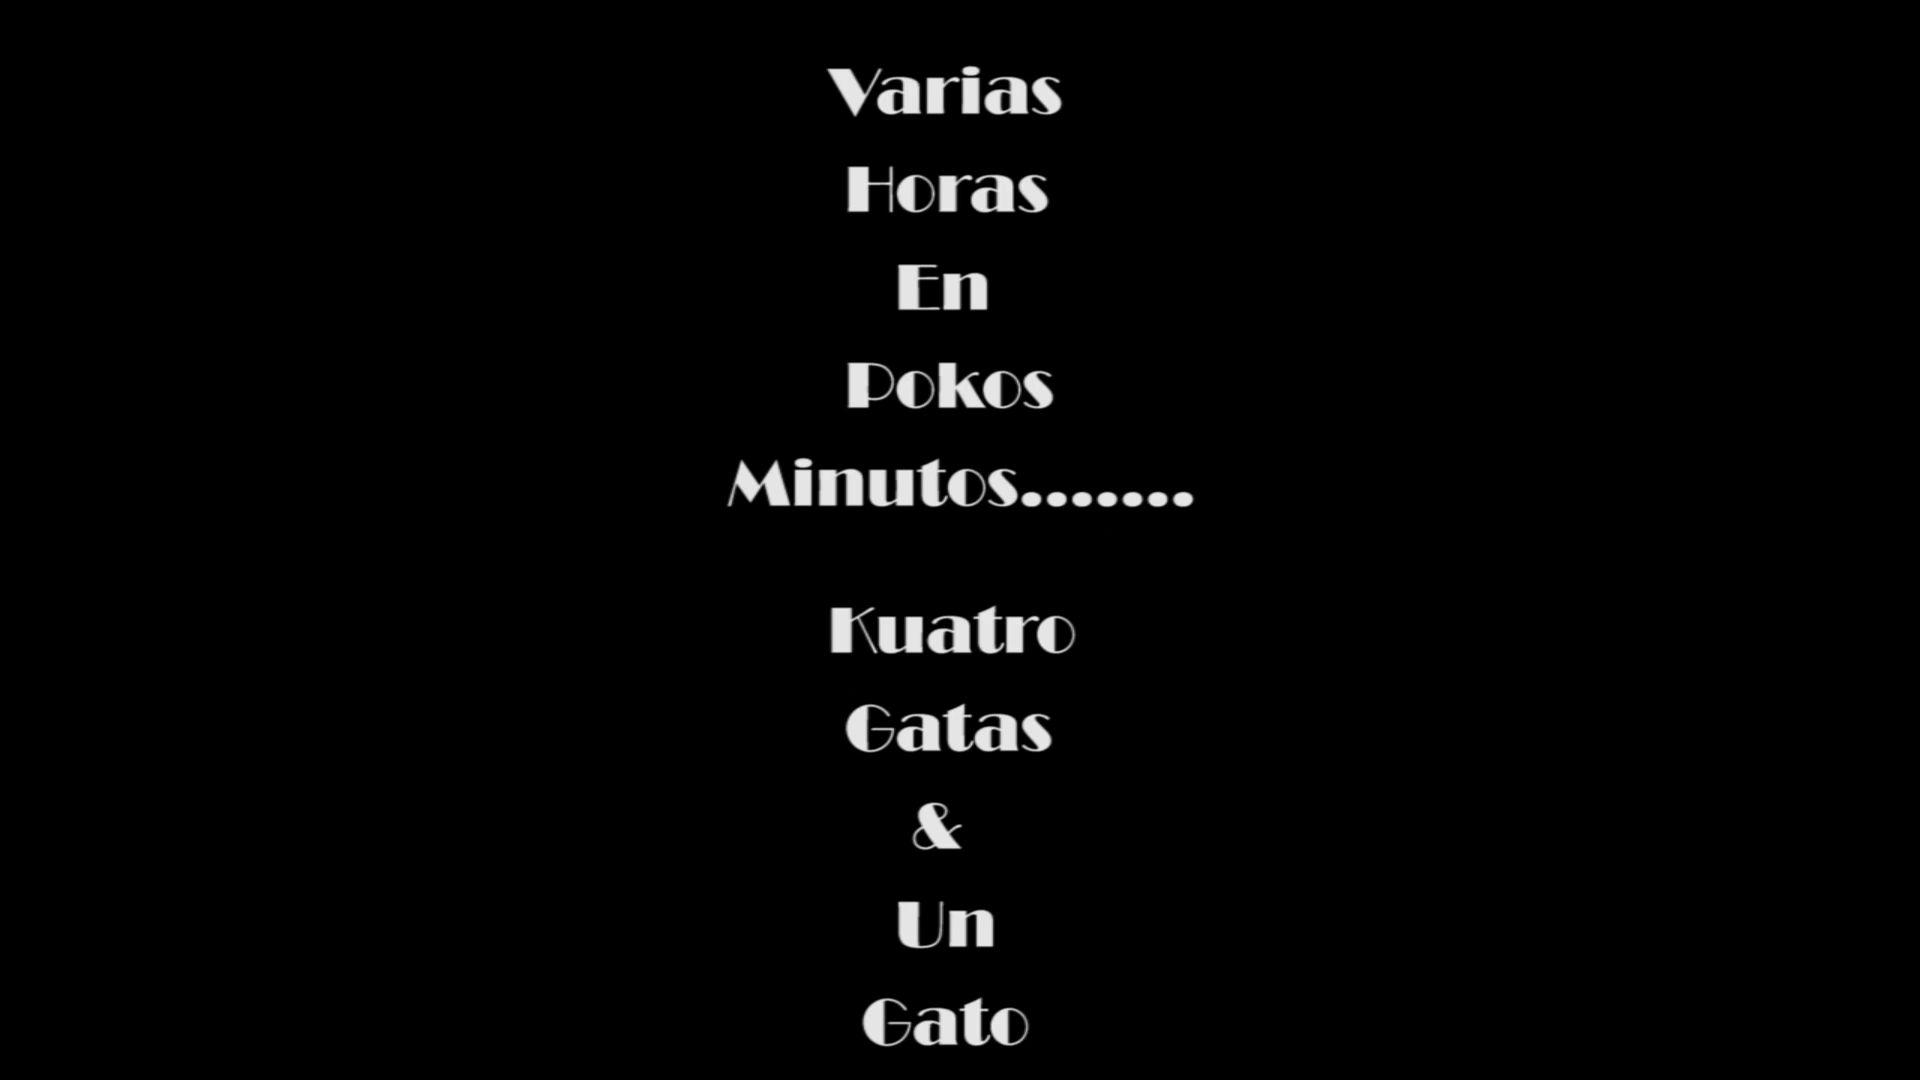 Varias
Horas
En
Pokos
Minutos.......
Kuatro
Gatas
&
Un
Gato